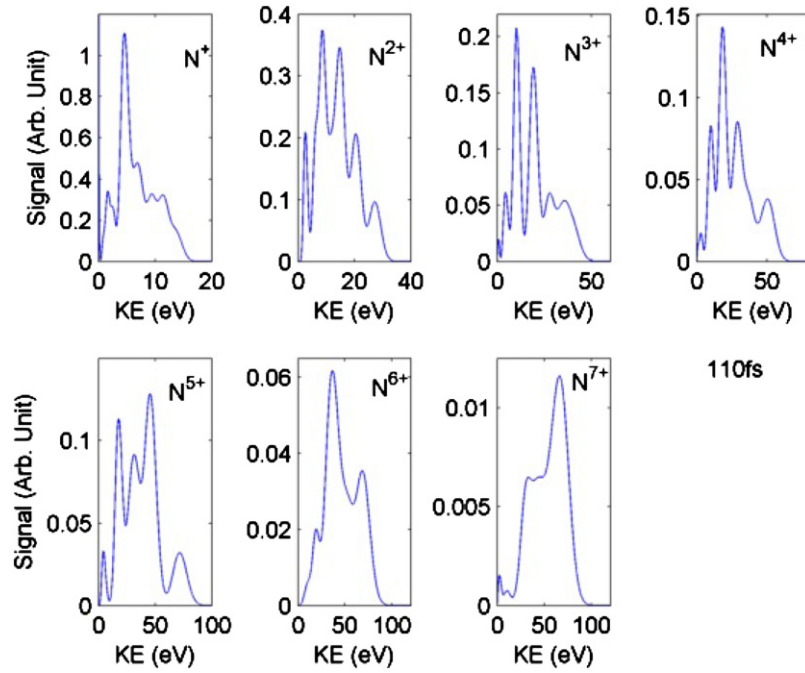 Signal (Arb. Unit)
1
0.8
0.6
0.4
0.2
0
N+
0 10 20
KE (eV)
0.4
0.3
0.2
0.1
0
N2+
0 20 40
KE (eV)
0.2
0.15
0.1
0.05
0
N3+
0 50
KE (eV)
0.15
0.1
0.05
0
N4+
0 50
KE (eV)
Signal (Arb. Unit)
0.1
0.05
0
N5+
0 50 100
KE (eV)
0.06
0.04
0.02
0
N6+
0 50 100
KE (eV)
0.01
0.005
0
N7+
0 50 100
KE (eV)
110fs